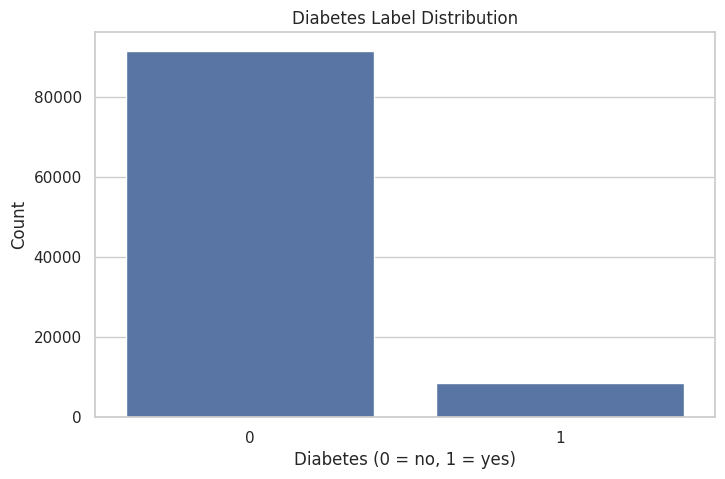 Diabetes Label Distribution
80000
60000
40000
20000
0
Count
0 1
Diabetes (0 = no, 1 = yes)